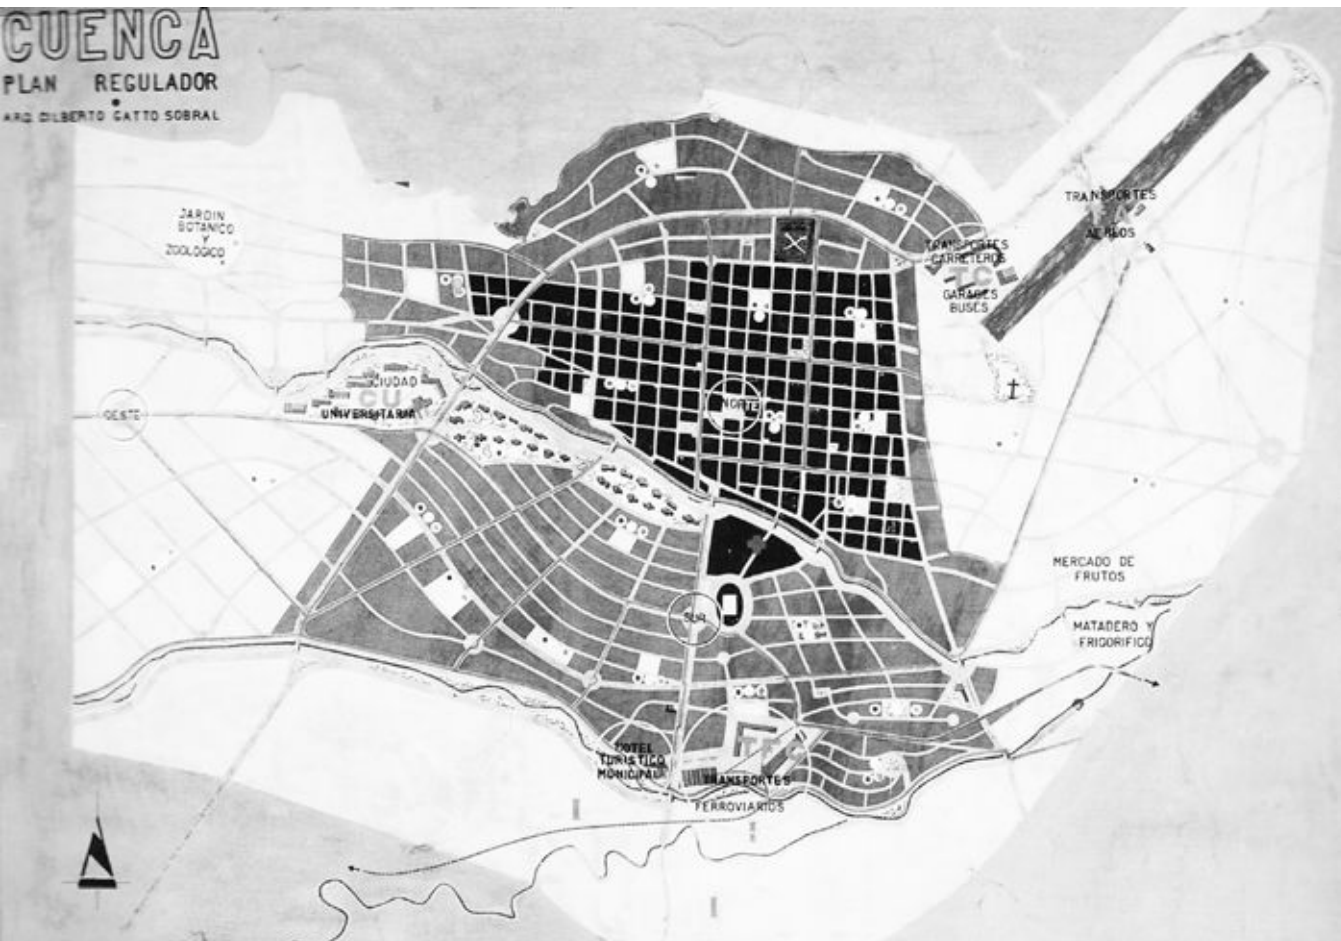 CUENCA
PLAN REGULADOR
ARQ. GILBERTO GATTO SOBRAL
JARDIN
BOTANICO
Y
ZOOLOGICO
TRANSPORTES
AEREOS
TRANSPORTES
CARRETEROS
TC
GARAGES
BUSES
CIUDAD
CU
UNIVERSITARIA
OESTE
NORTE
SUR
MERCADO DE
FRUTOS
MATADERO Y
FRIGORIFICO
HOTEL
TURISTICO
MUNICIPAL
TRANSPORTES
FERROVIARIOS